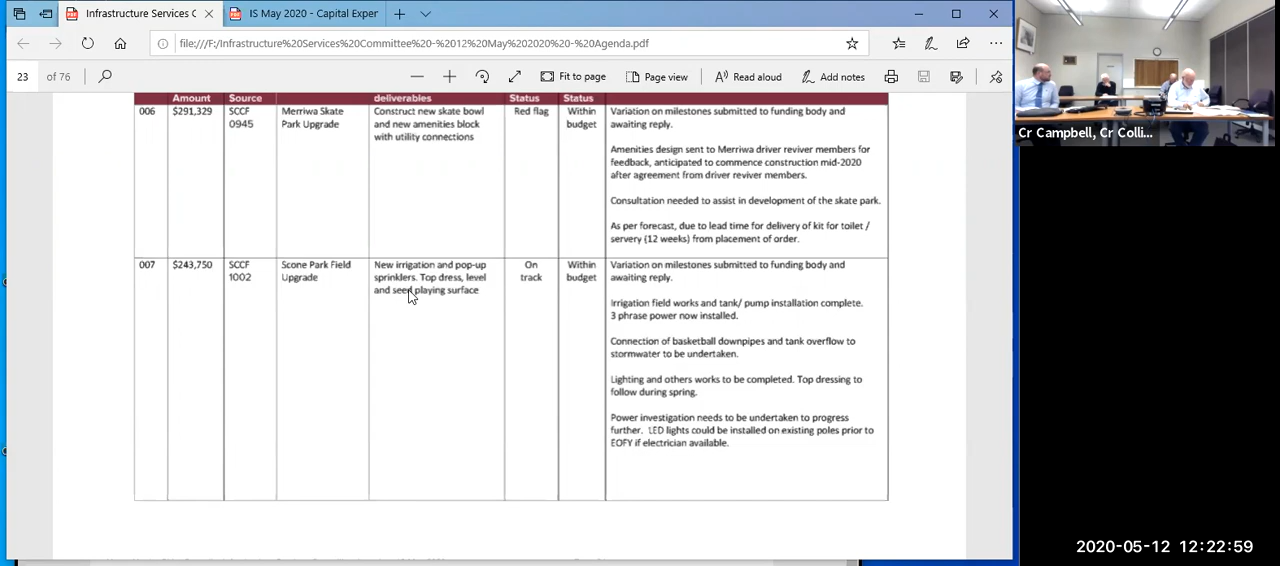 Infrastructure Services C
IS May 2020 - Capital Exper
file:///F:/Infrastructure%20Services%20Committee%20-%2012%20May%202020%20-%20Agenda.pdf
23 of 76
Fit to page
Page view
Read aloud
Add notes
Amount
Source
deliverables
Status
Status
006
$291,329
SCCF
0945
Merriwa Skate
Park Upgrade
Construct new skate bowl
and new amenities block
with utility connections
Red flag
Within
budget
Variation on milestones submitted to funding body and
awaiting reply.
Amenities design sent to Merriwa driver reviver members for
feedback, anticipated to commence construction mid-2020
after agreement from driver reviver members.
Consultation needed to assist in development of the skate park.
As per forecast, due to lead time for delivery of kit for toilet /
servery (12 weeks) from placement of order.
007
$243,750
SCCF
1002
Scone Park Field
Upgrade
New irrigation and pop-up
sprinklers. Top dress, level
and seed playing surface
On
track
Within
budget
Variation on milestones submitted to funding body and
awaiting reply.
Irrigation field works and tank/ pump installation complete.
3 phrase power now installed.
Connection of basketball downpipes and tank overflow to
stormwater to be undertaken.
Lighting and others works to be completed. Top dressing to
follow during spring.
Power investigation needs to be undertaken to progress
further. LED lights could be installed on existing poles prior to
EOFY if electrician available.
Cr Campbell, Cr Colli...
2020-05-12 12:22:59